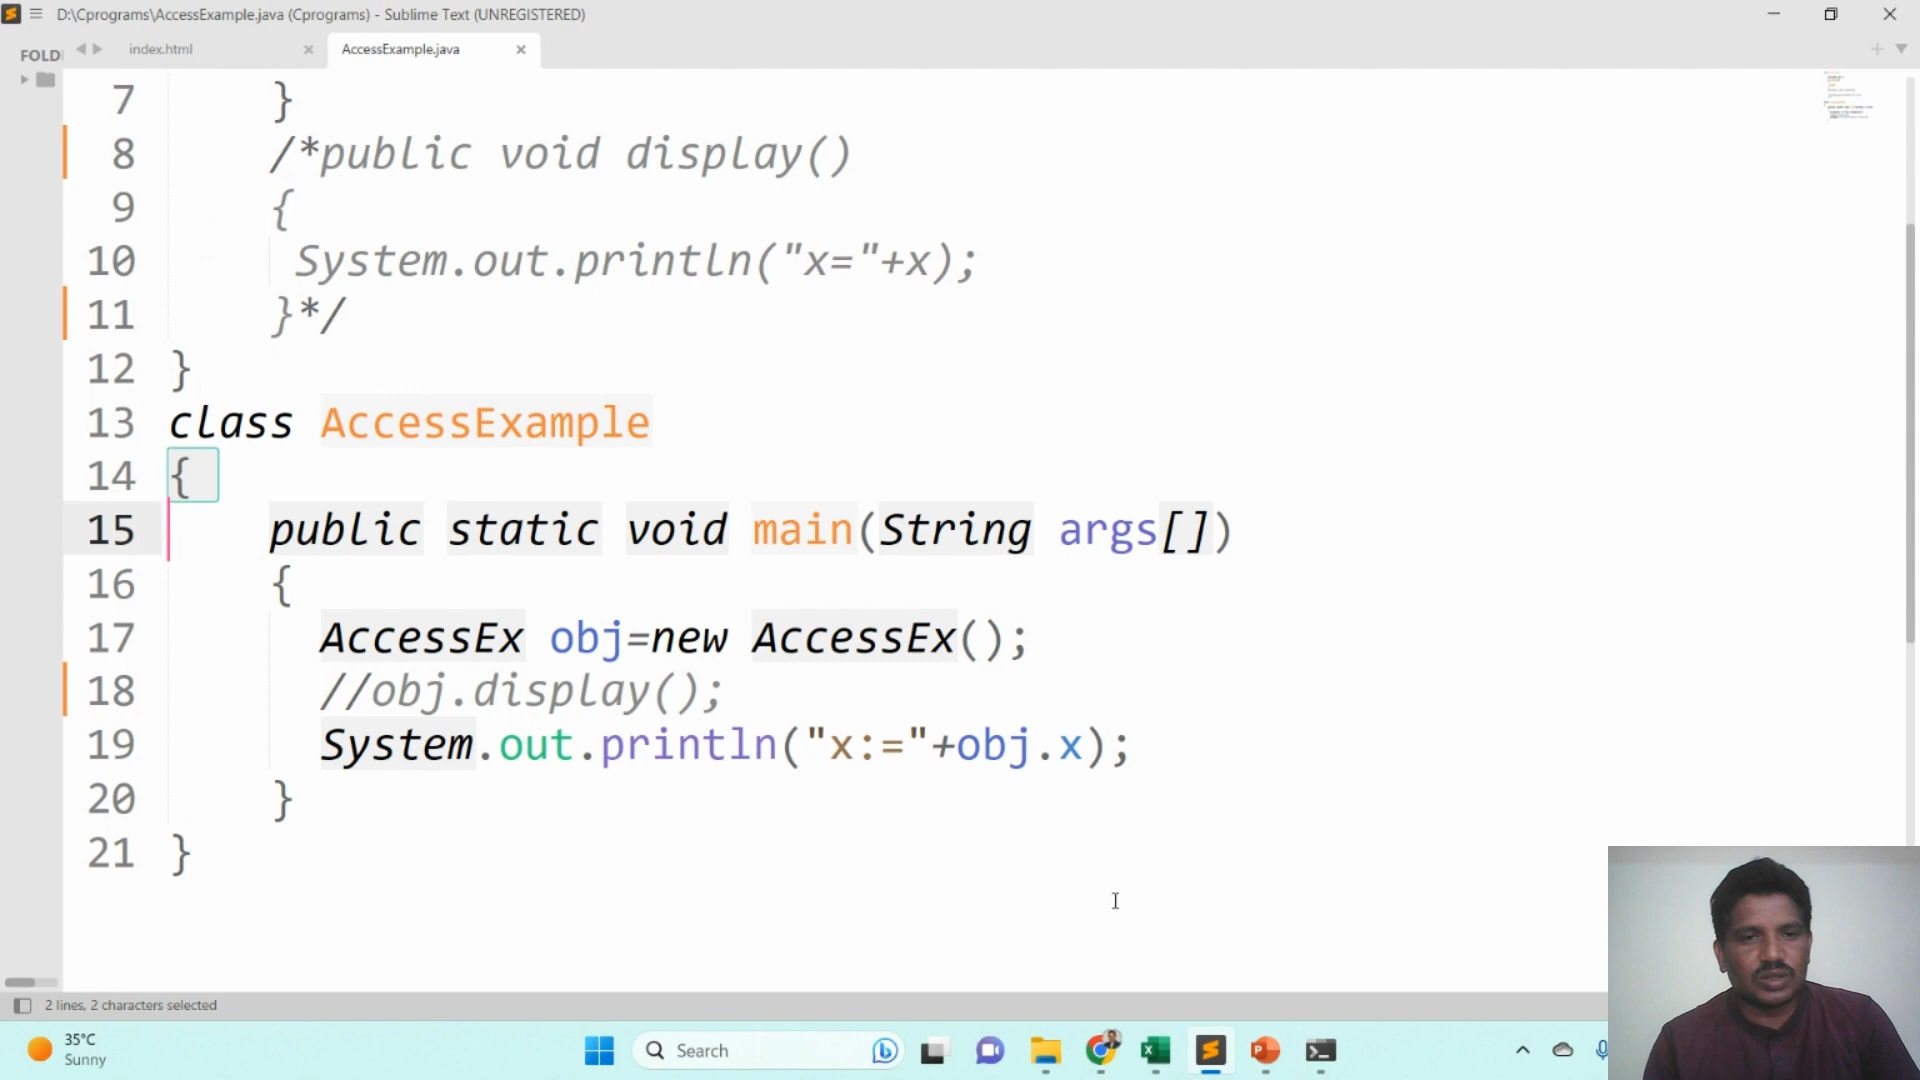 D:\Cprograms\AccessExample.java (Cprograms) - Sublime Text (UNREGISTERED)
FOLD
index.html
AccessExample.java
7 }
8 /*public void display()
9 {
10 System.out.println("x="+x);
11 }*/
12 }
13 class AccessExample
14 {
15 public static void main(String args[])
16 {
17 AccessEx obj=new AccessEx();
18 //obj.display();
19 System.out.println("x:="+obj.x);
20 }
21 }
2 lines, 2 characters selected
35°C
Sunny
Search